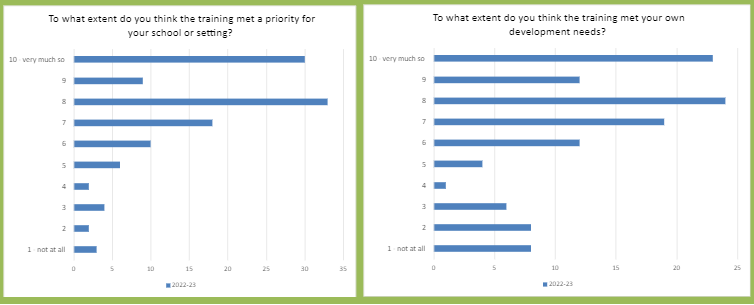 To what extent do you think the training met a priority for
your school or setting?
10 - very much so
9
8
7
6
5
4
3
2
1 - not at all
0 5 10 15 20 25 30 35
2022-23
To what extent do you think the training met your own
development needs?
10 - very much so
9
8
7
6
5
4
3
2
1 - not at all
0 5 10 15 20 25
2022-23